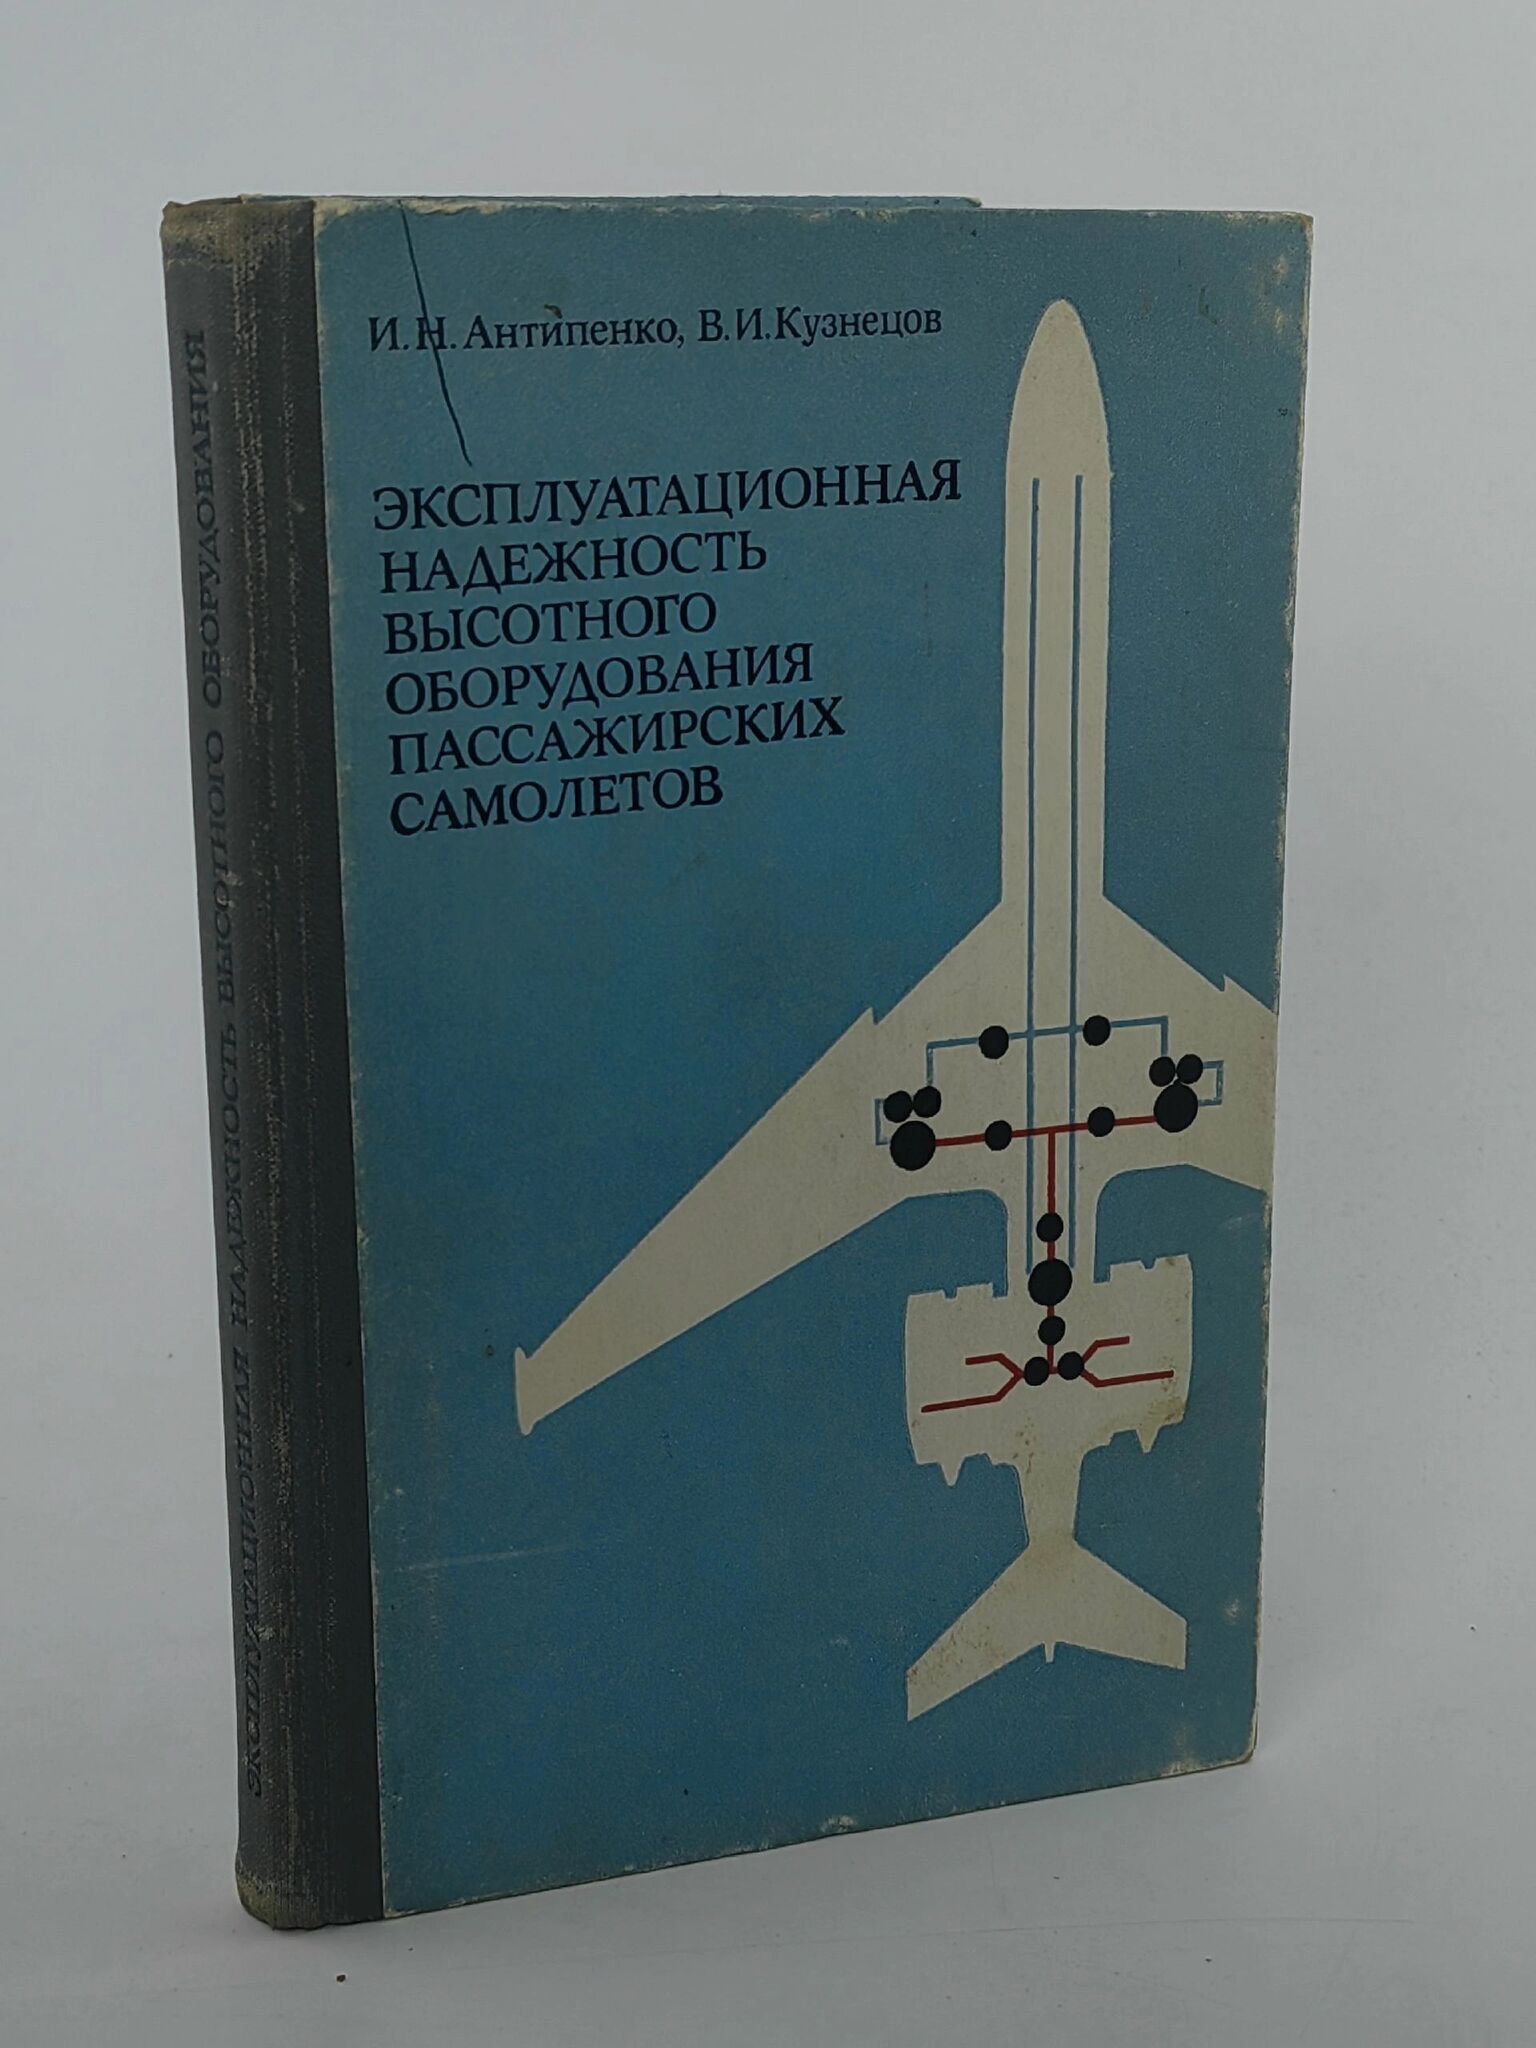 И. Н. Антипенко, В. И. Кузнецов
ЭКСПЛУАТАЦИОННАЯ
НАДЕЖНОСТЬ
ВЫСОТНОГО
ОБОРУДОВАНИЯ
ПАССАЖИРСКИХ
САМОЛЕТОВ
ЭКСПЛУАТАЦИОННАЯ НАДЕЖНОСТЬ ВЫСОТНОГО ОБОРУДОВАНИЯ